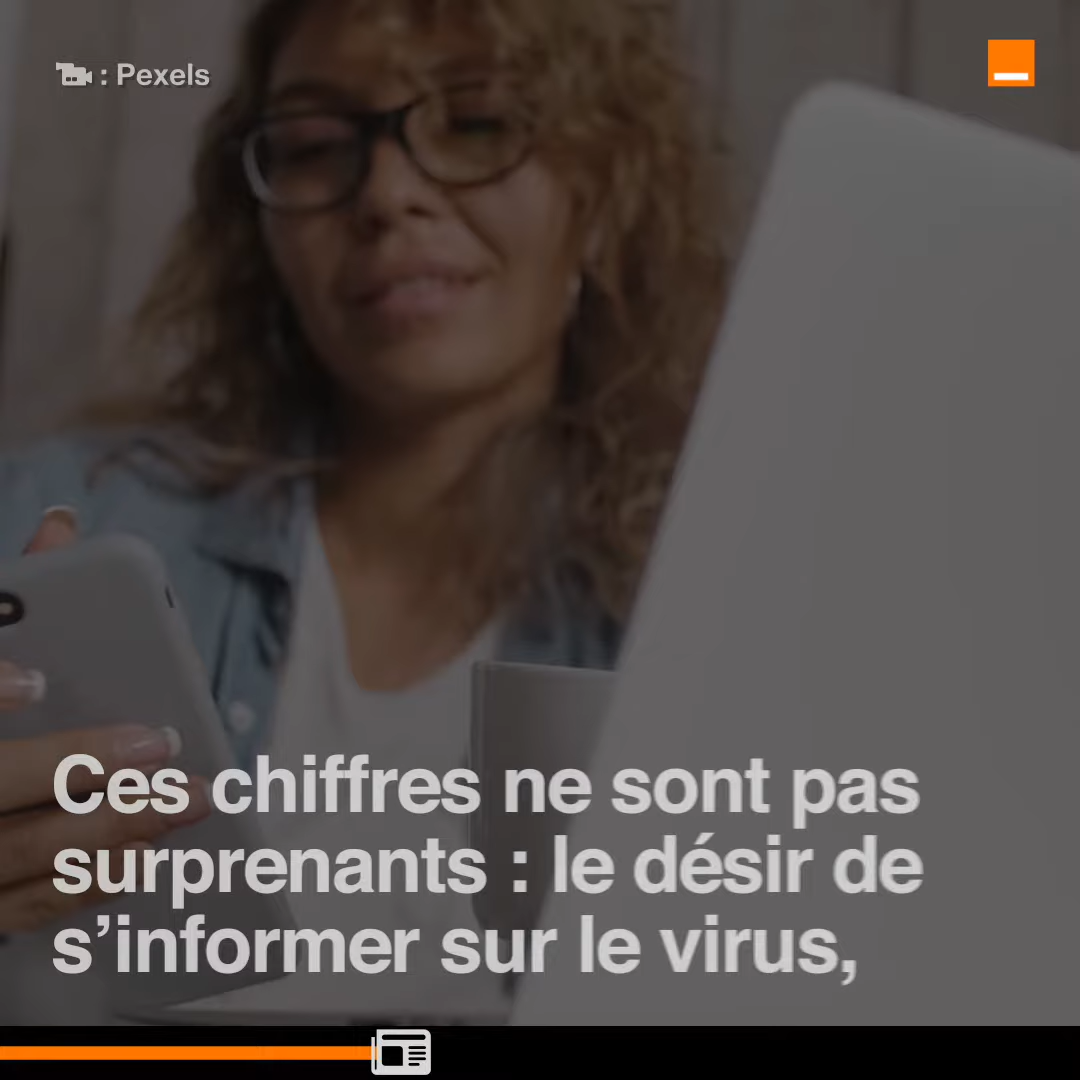 : Pexels
Ces chiffres ne sont pas
surprenants : le désir de
s’informer sur le virus,